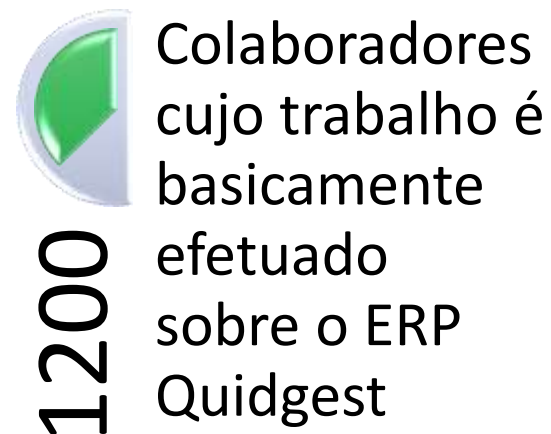 Colaboradores
cujo trabalho é
basicamente
efetuado
sobre o ERP
Quidgest
1200